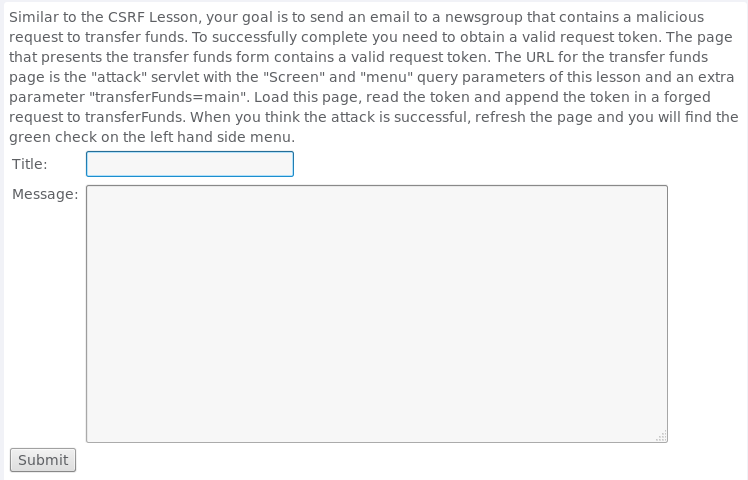 Similar to the CSRF Lesson, your goal is to send an email to a newsgroup that contains a malicious
request to transfer funds. To successfully complete you need to obtain a valid request token. The page
that presents the transfer funds form contains a valid request token. The URL for the transfer funds
page is the "attack" servlet with the "Screen" and "menu" query parameters of this lesson and an extra
parameter "transferFunds=main". Load this page, read the token and append the token in a forged
request to transferFunds. When you think the attack is successful, refresh the page and you will find the
green check on the left hand side menu.
Title:
Message:
Submit